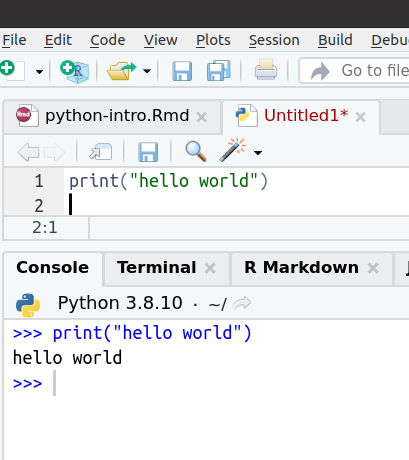 File Edit Code View Plots Session Build Debu
R Go to file
Rmd python-intro.Rmd × Untitled1* ×
1 print("hello world")
2
2:1
Console Terminal × R Markdown ×
Python 3.8.10 · ~/
>>> print("hello world")
hello world
>>>